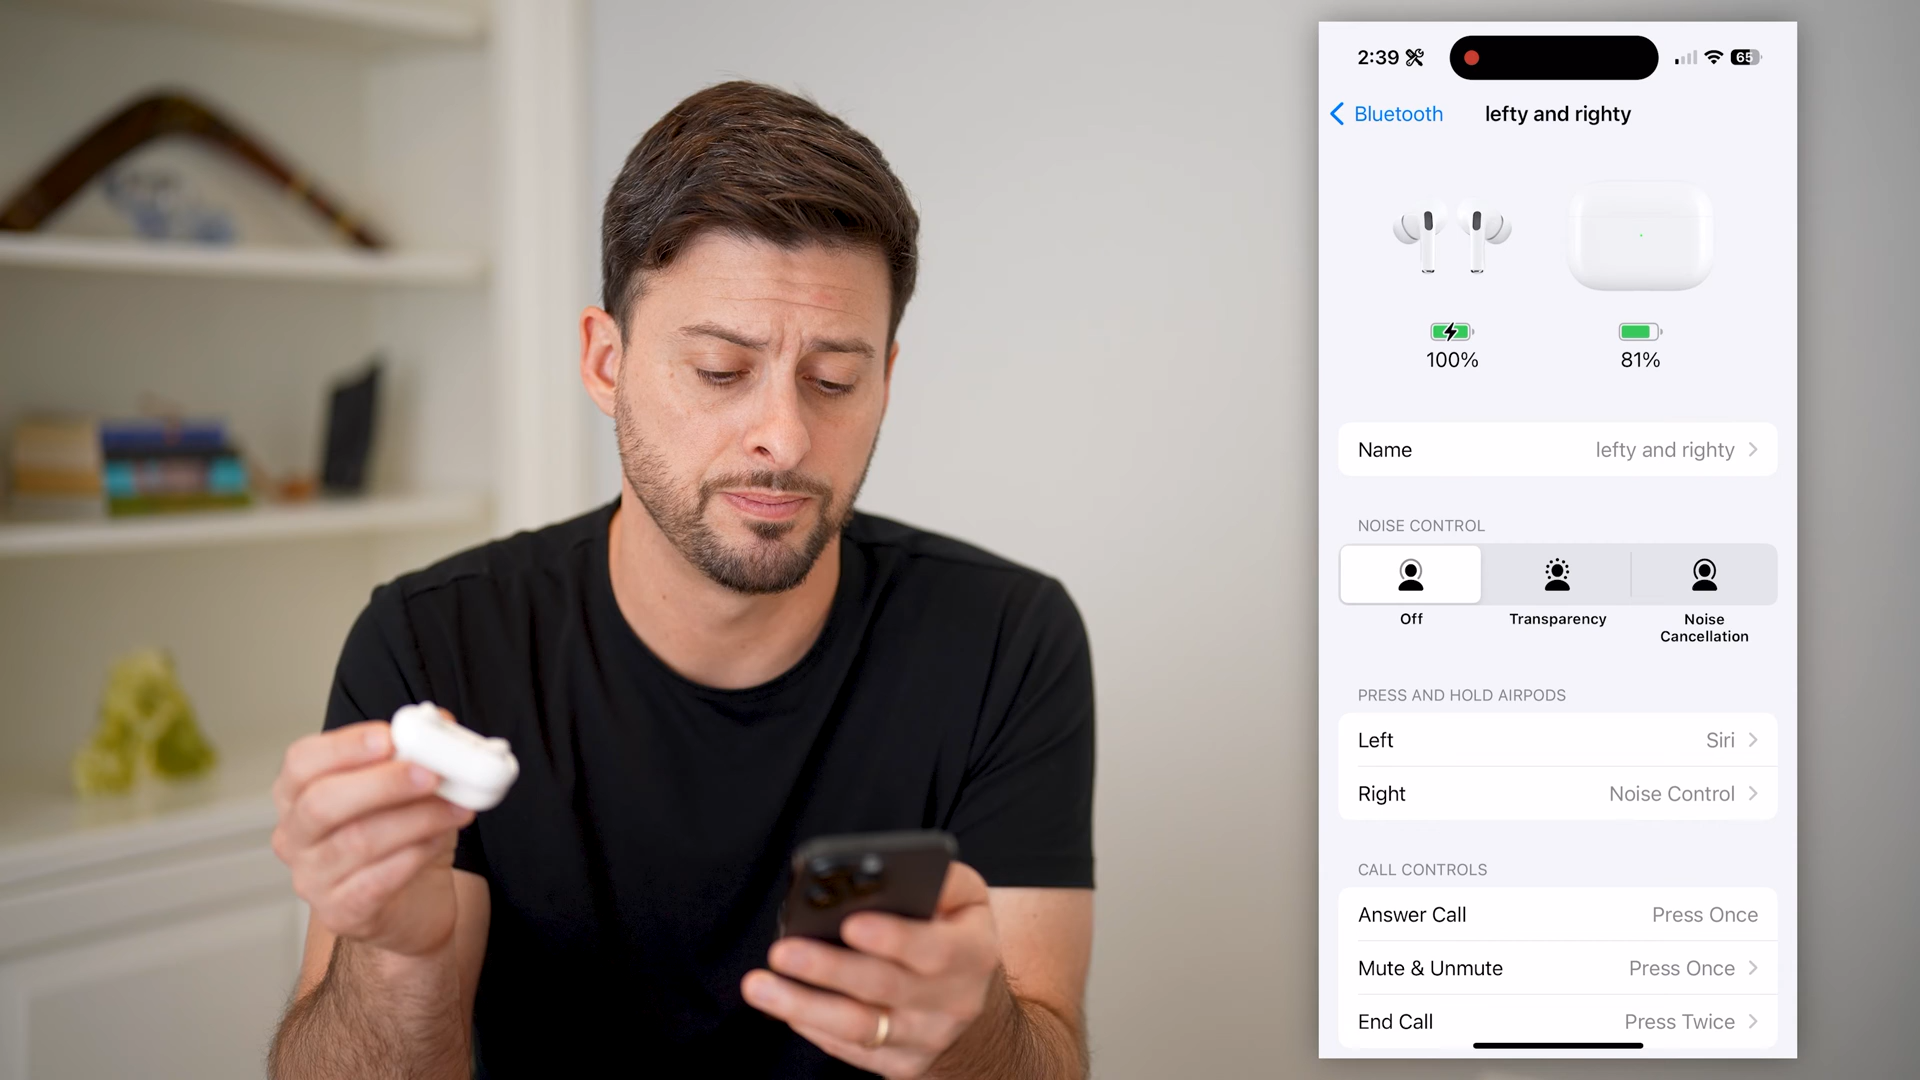 2:39
65
Bluetooth
lefty and righty
100%
81%
Name
lefty and righty
NOISE CONTROL
Off
Transparency
Noise
Cancellation
PRESS AND HOLD AIRPODS
Left
Siri
Right
Noise Control
CALL CONTROLS
Answer Call
Press Once
Mute & Unmute
Press Once
End Call
Press Twice